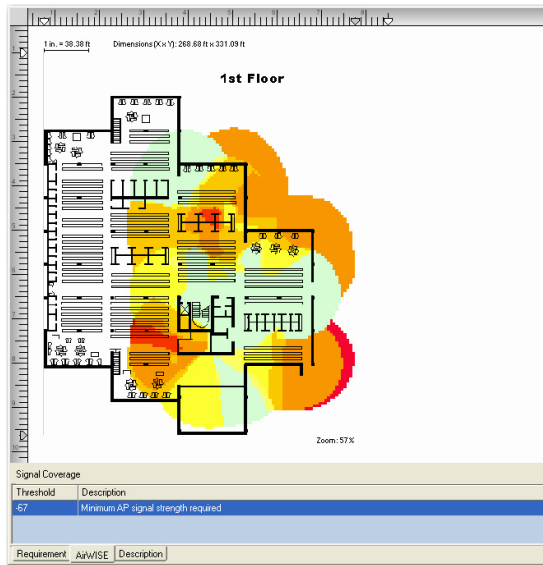 1 in. = 38.38 ft
Dimensions (X x Y): 268.68 ft x 331.09 ft
1st Floor
Zoom: 57%
Signal Coverage
Threshold Description
-67 Minimum AP signal strength required
Requirement AirWISE Description